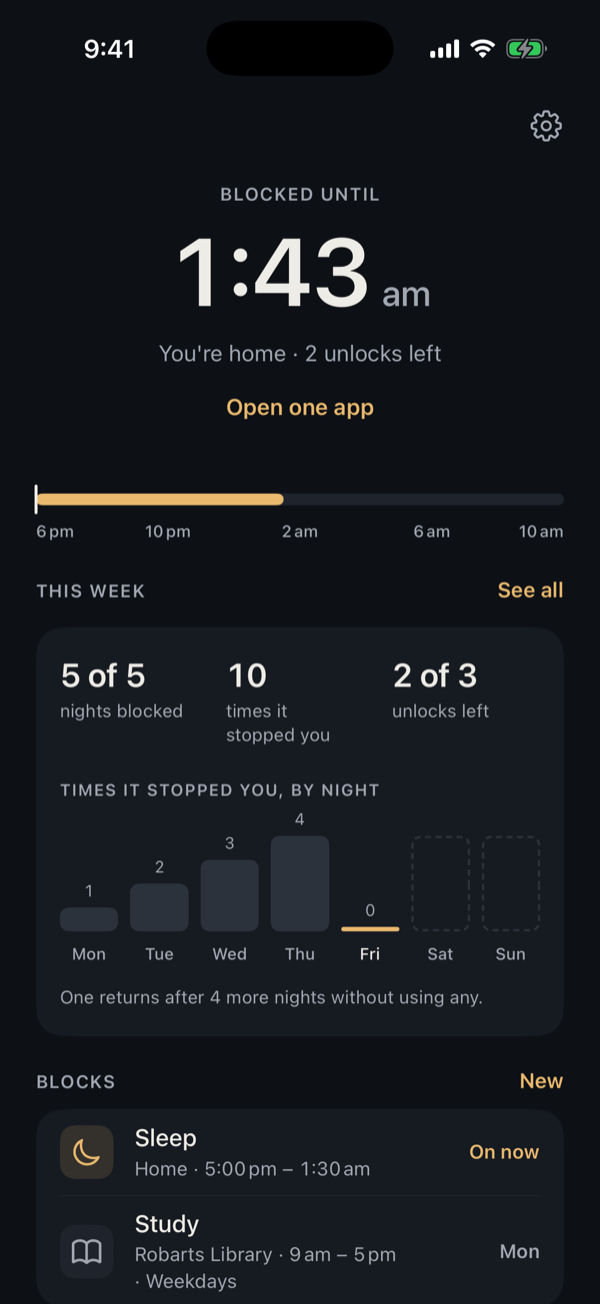 9:41
BLOCKED UNTIL
1:43 am
You're home · 2 unlocks left
Open one app
6 pm 10 pm 2 am 6 am 10 am
THIS WEEK See all
5 of 5 10 2 of 3
nights blocked times it unlocks left
stopped you
TIMES IT STOPPED YOU, BY NIGHT
1 2 3 4 0
Mon Tue Wed Thu Fri Sat Sun
One returns after 4 more nights without using any.
BLOCKS New
Sleep
Home · 5:00 pm – 1:30 am On now
Study
Robarts Library · 9 am – 5 pm Mon
· Weekdays